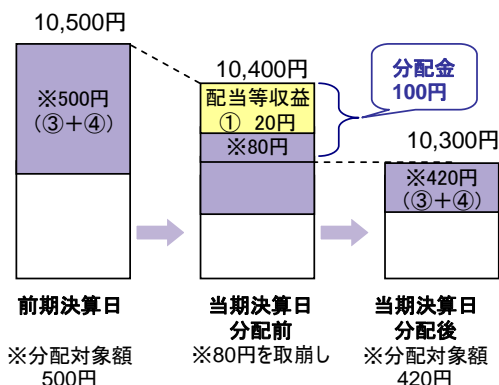 10,500円
※500円
(③+④)
前期決算日
※分配対象額
500円
10,400円
配当等収益
① 20円
※80円
当期決算日
分配前
※80円を取崩し
分配金
100円
10,300円
※420円
(③+④)
当期決算日
分配後
※分配対象額
420円